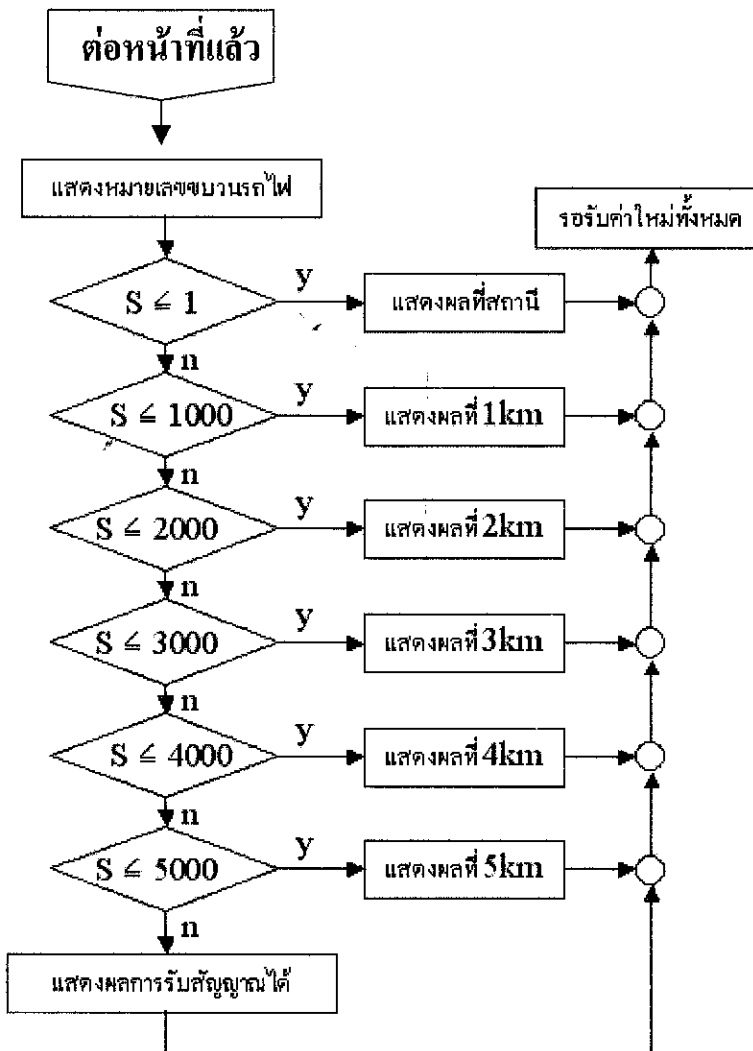 ต่อหน้าที่แล้ว
แสดงหมายเลขขบวนรถไฟ
รอรับค่าใหม่ทั้งหมด
S ≤ 1
y
แสดงผลที่สถานี
n
S ≤ 1000
y
แสดงผลที่ 1km
n
S ≤ 2000
y
แสดงผลที่ 2km
n
S ≤ 3000
y
แสดงผลที่ 3km
n
S ≤ 4000
y
แสดงผลที่ 4km
n
S ≤ 5000
y
แสดงผลที่ 5km
n
แสดงผลการรับสัญญาณได้